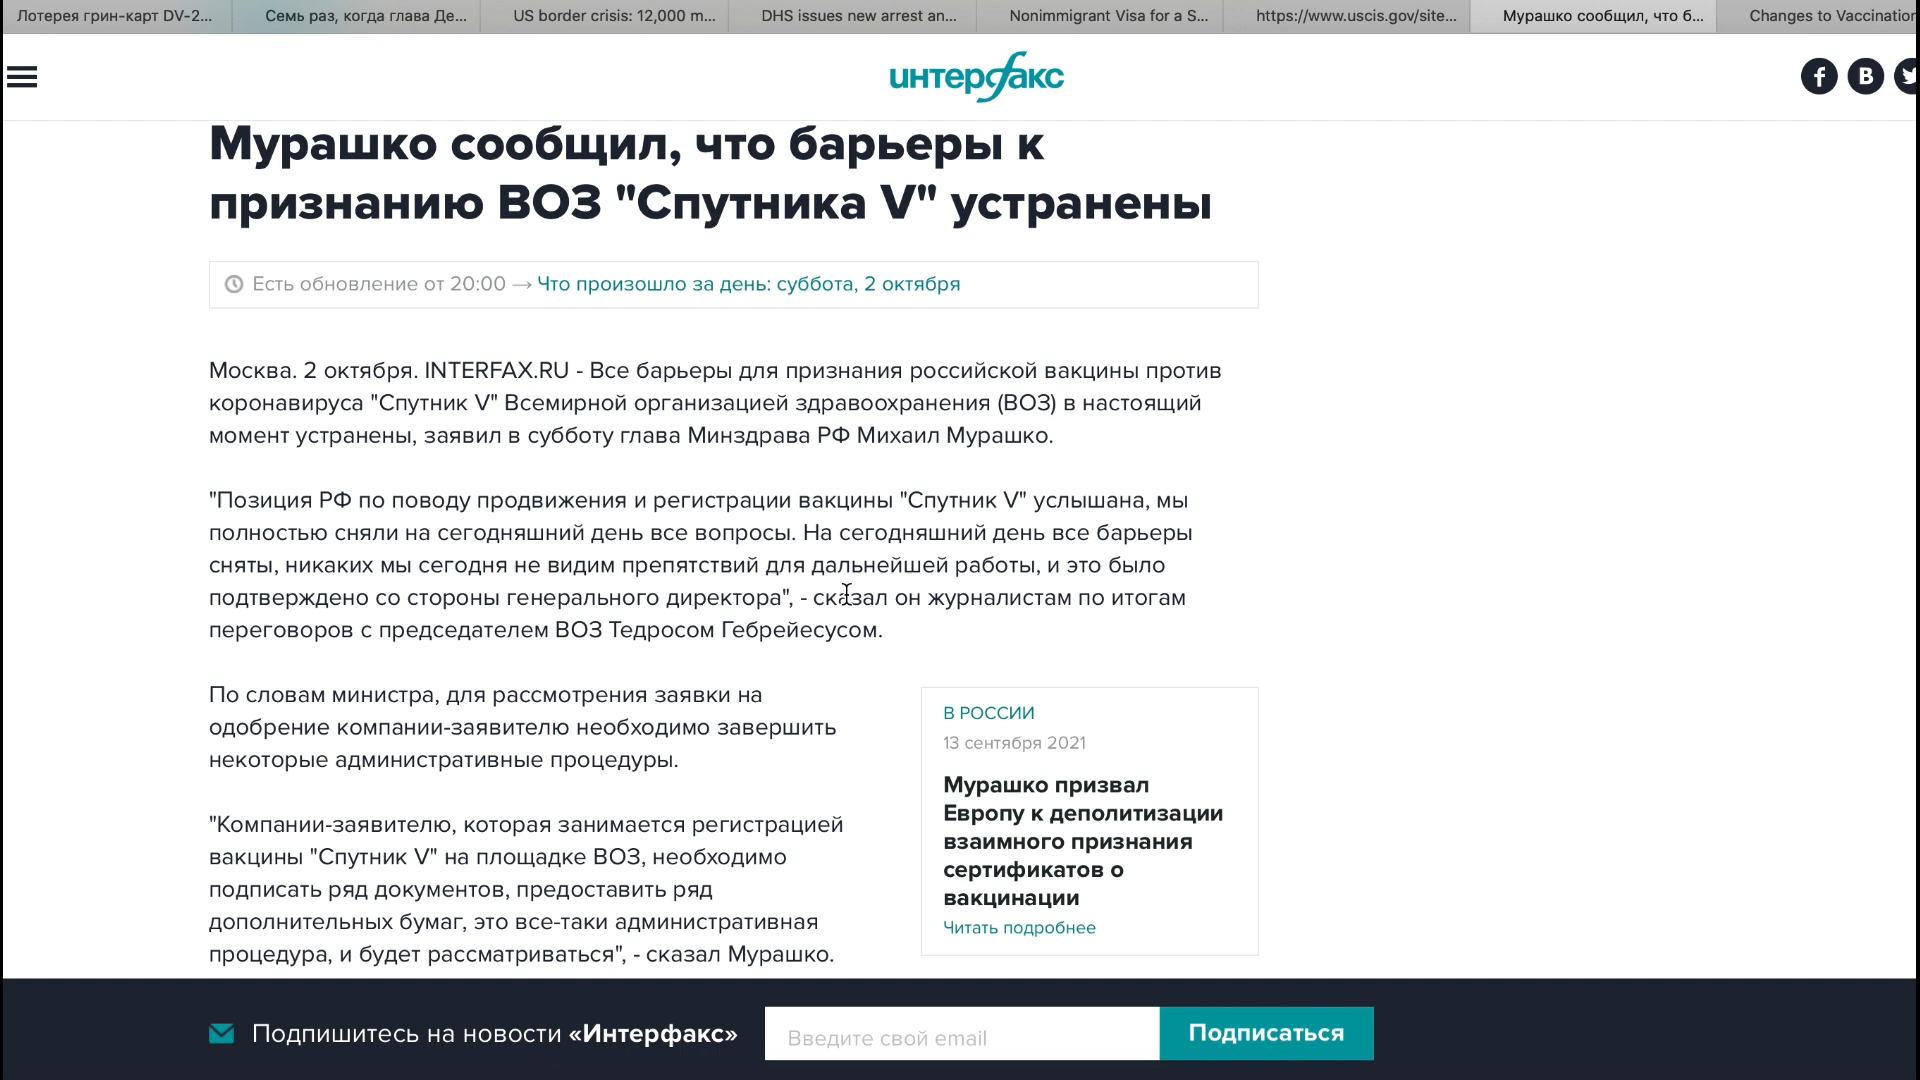 Лотерея грин-карт DV-2...
Семь раз, когда глава Де...
US border crisis: 12,000 m...
DHS issues new arrest an...
Nonimmigrant Visa for a S...
https://www.uscis.gov/site...
Мурашко сообщил, что б...
Changes to Vaccination
интерфакс
Мурашко сообщил, что барьеры к
признанию ВОЗ "Спутника V" устранены
Есть обновление от 20:00 → Что произошло за день: суббота, 2 октября
Москва. 2 октября. INTERFAX.RU - Все барьеры для признания российской вакцины против
коронавируса "Спутник V" Всемирной организацией здравоохранения (ВОЗ) в настоящий
момент устранены, заявил в субботу глава Минздрава РФ Михаил Мурашко.
"Позиция РФ по поводу продвижения и регистрации вакцины "Спутник V" услышана, мы
полностью сняли на сегодняшний день все вопросы. На сегодняшний день все барьеры
сняты, никаких мы сегодня не видим препятствий для дальнейшей работы, и это было
подтверждено со стороны генерального директора", - сказал он журналистам по итогам
переговоров с председателем ВОЗ Тедросом Гебрейесусом.
По словам министра, для рассмотрения заявки на
одобрение компании-заявителю необходимо завершить
некоторые административные процедуры.
"Компании-заявителю, которая занимается регистрацией
вакцины "Спутник V" на площадке ВОЗ, необходимо
подписать ряд документов, предоставить ряд
дополнительных бумаг, это все-таки административная
процедура, и будет рассматриваться", - сказал Мурашко.
В РОССИИ
13 сентября 2021
Мурашко призвал
Европу к деполитизации
взаимного признания
сертификатов о
вакцинации
Читать подробнее
Подпишитесь на новости «Интерфакс»
Введите свой email
Подписаться